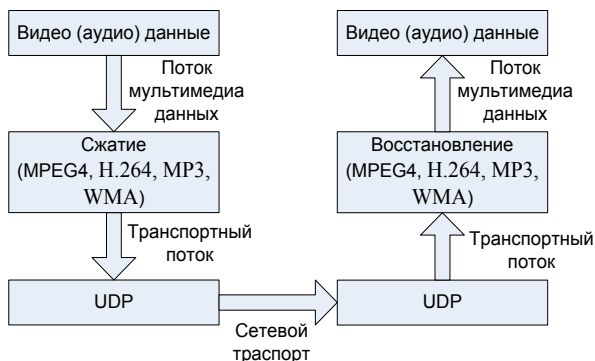 Видео (аудио) данные
Поток
мультимедиа
данных
Сжатие
(MPEG4, H.264, MP3,
WMA)
Транспортный
поток
UDP
Сетевой
траспорт
Видео (аудио) данные
Поток
мультимедиа
данных
Восстановление
(MPEG4, H.264, MP3,
WMA)
Транспортный
поток
UDP